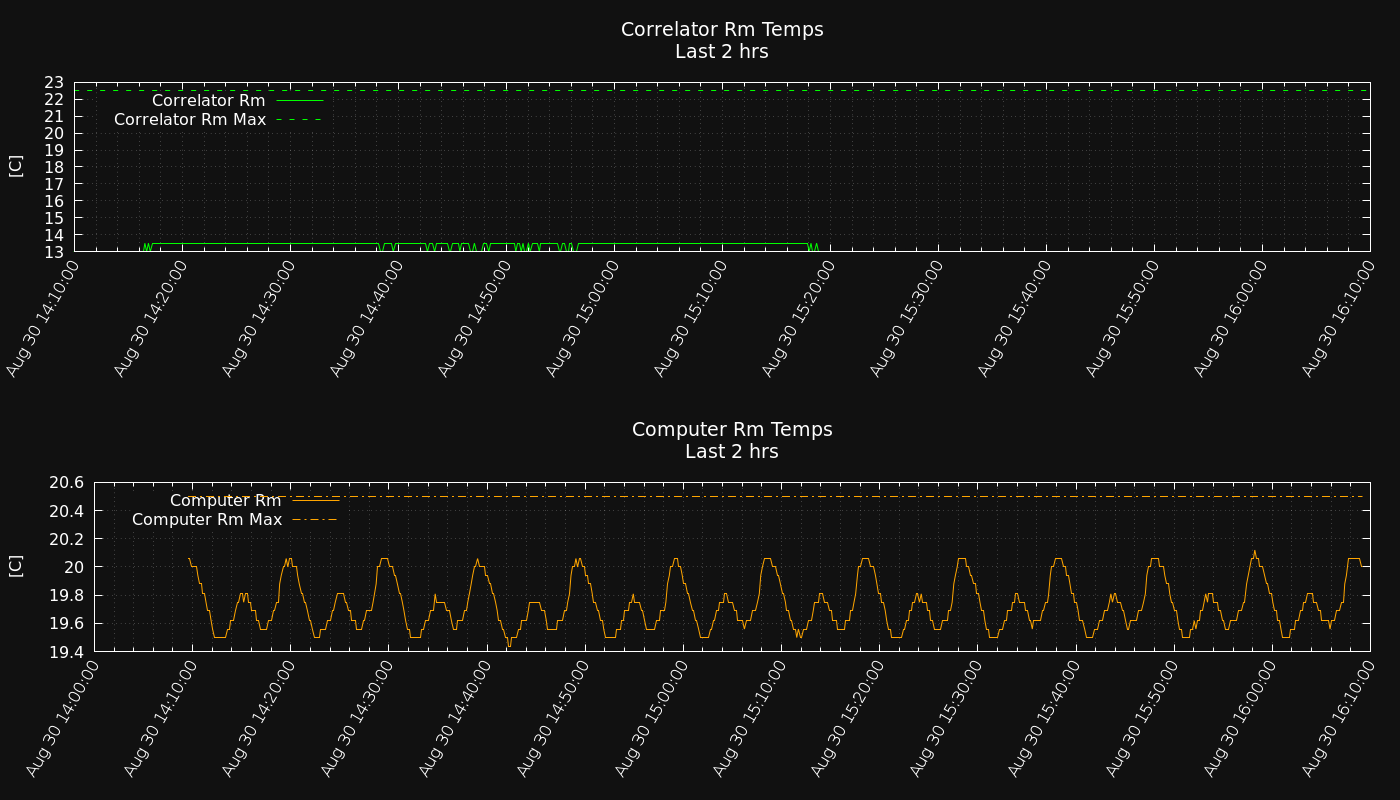 Correlator Rm Temps
Last 2 hrs
23
22
21
20
19
18
17
16
15
14
13
[C]
Correlator Rm
Correlator Rm Max
Aug 30 14:10:00
Aug 30 14:20:00
Aug 30 14:30:00
Aug 30 14:40:00
Aug 30 14:50:00
Aug 30 15:00:00
Aug 30 15:10:00
Aug 30 15:20:00
Aug 30 15:30:00
Aug 30 15:40:00
Aug 30 15:50:00
Aug 30 16:00:00
Aug 30 16:10:00
Computer Rm Temps
Last 2 hrs
20.6
20.4
20.2
20
19.8
19.6
19.4
[C]
Computer Rm
Computer Rm Max
Aug 30 14:00:00
Aug 30 14:10:00
Aug 30 14:20:00
Aug 30 14:30:00
Aug 30 14:40:00
Aug 30 14:50:00
Aug 30 15:00:00
Aug 30 15:10:00
Aug 30 15:20:00
Aug 30 15:30:00
Aug 30 15:40:00
Aug 30 15:50:00
Aug 30 16:00:00
Aug 30 16:10:00